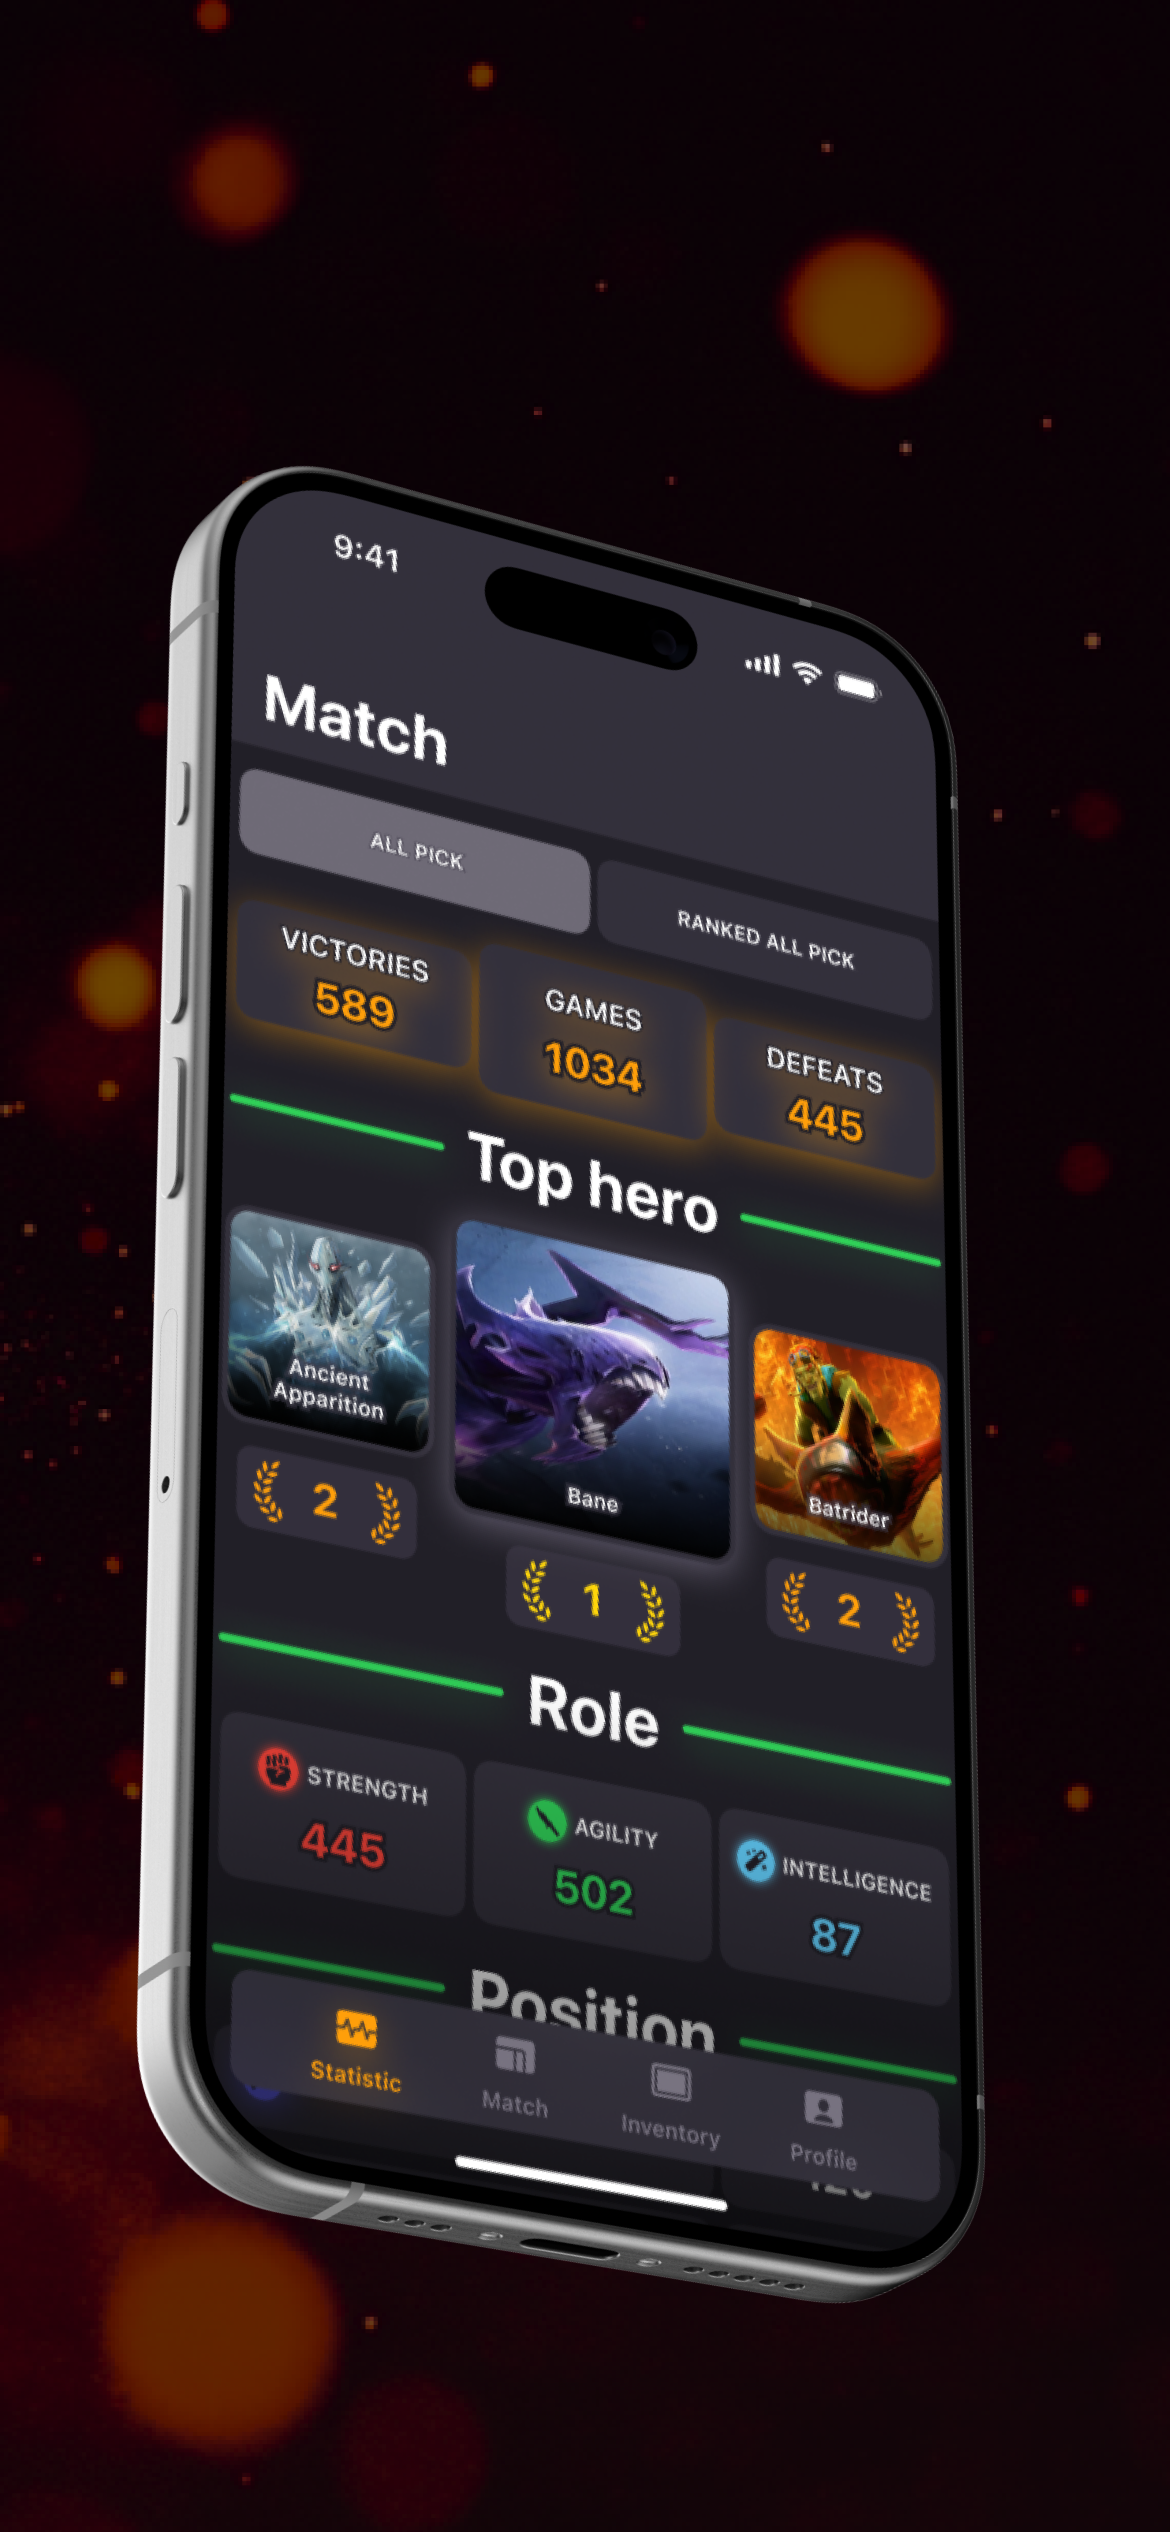 9:41
Match
ALL PICK
RANKED ALL PICK
VICTORIES
589
GAMES
1034
DEFEATS
445
Top hero
Ancient
Apparition
Bane
Batrider
2
1
2
Role
STRENGTH
445
AGILITY
502
INTELLIGENCE
87
Position
Statistic
Match
Inventory
Profile